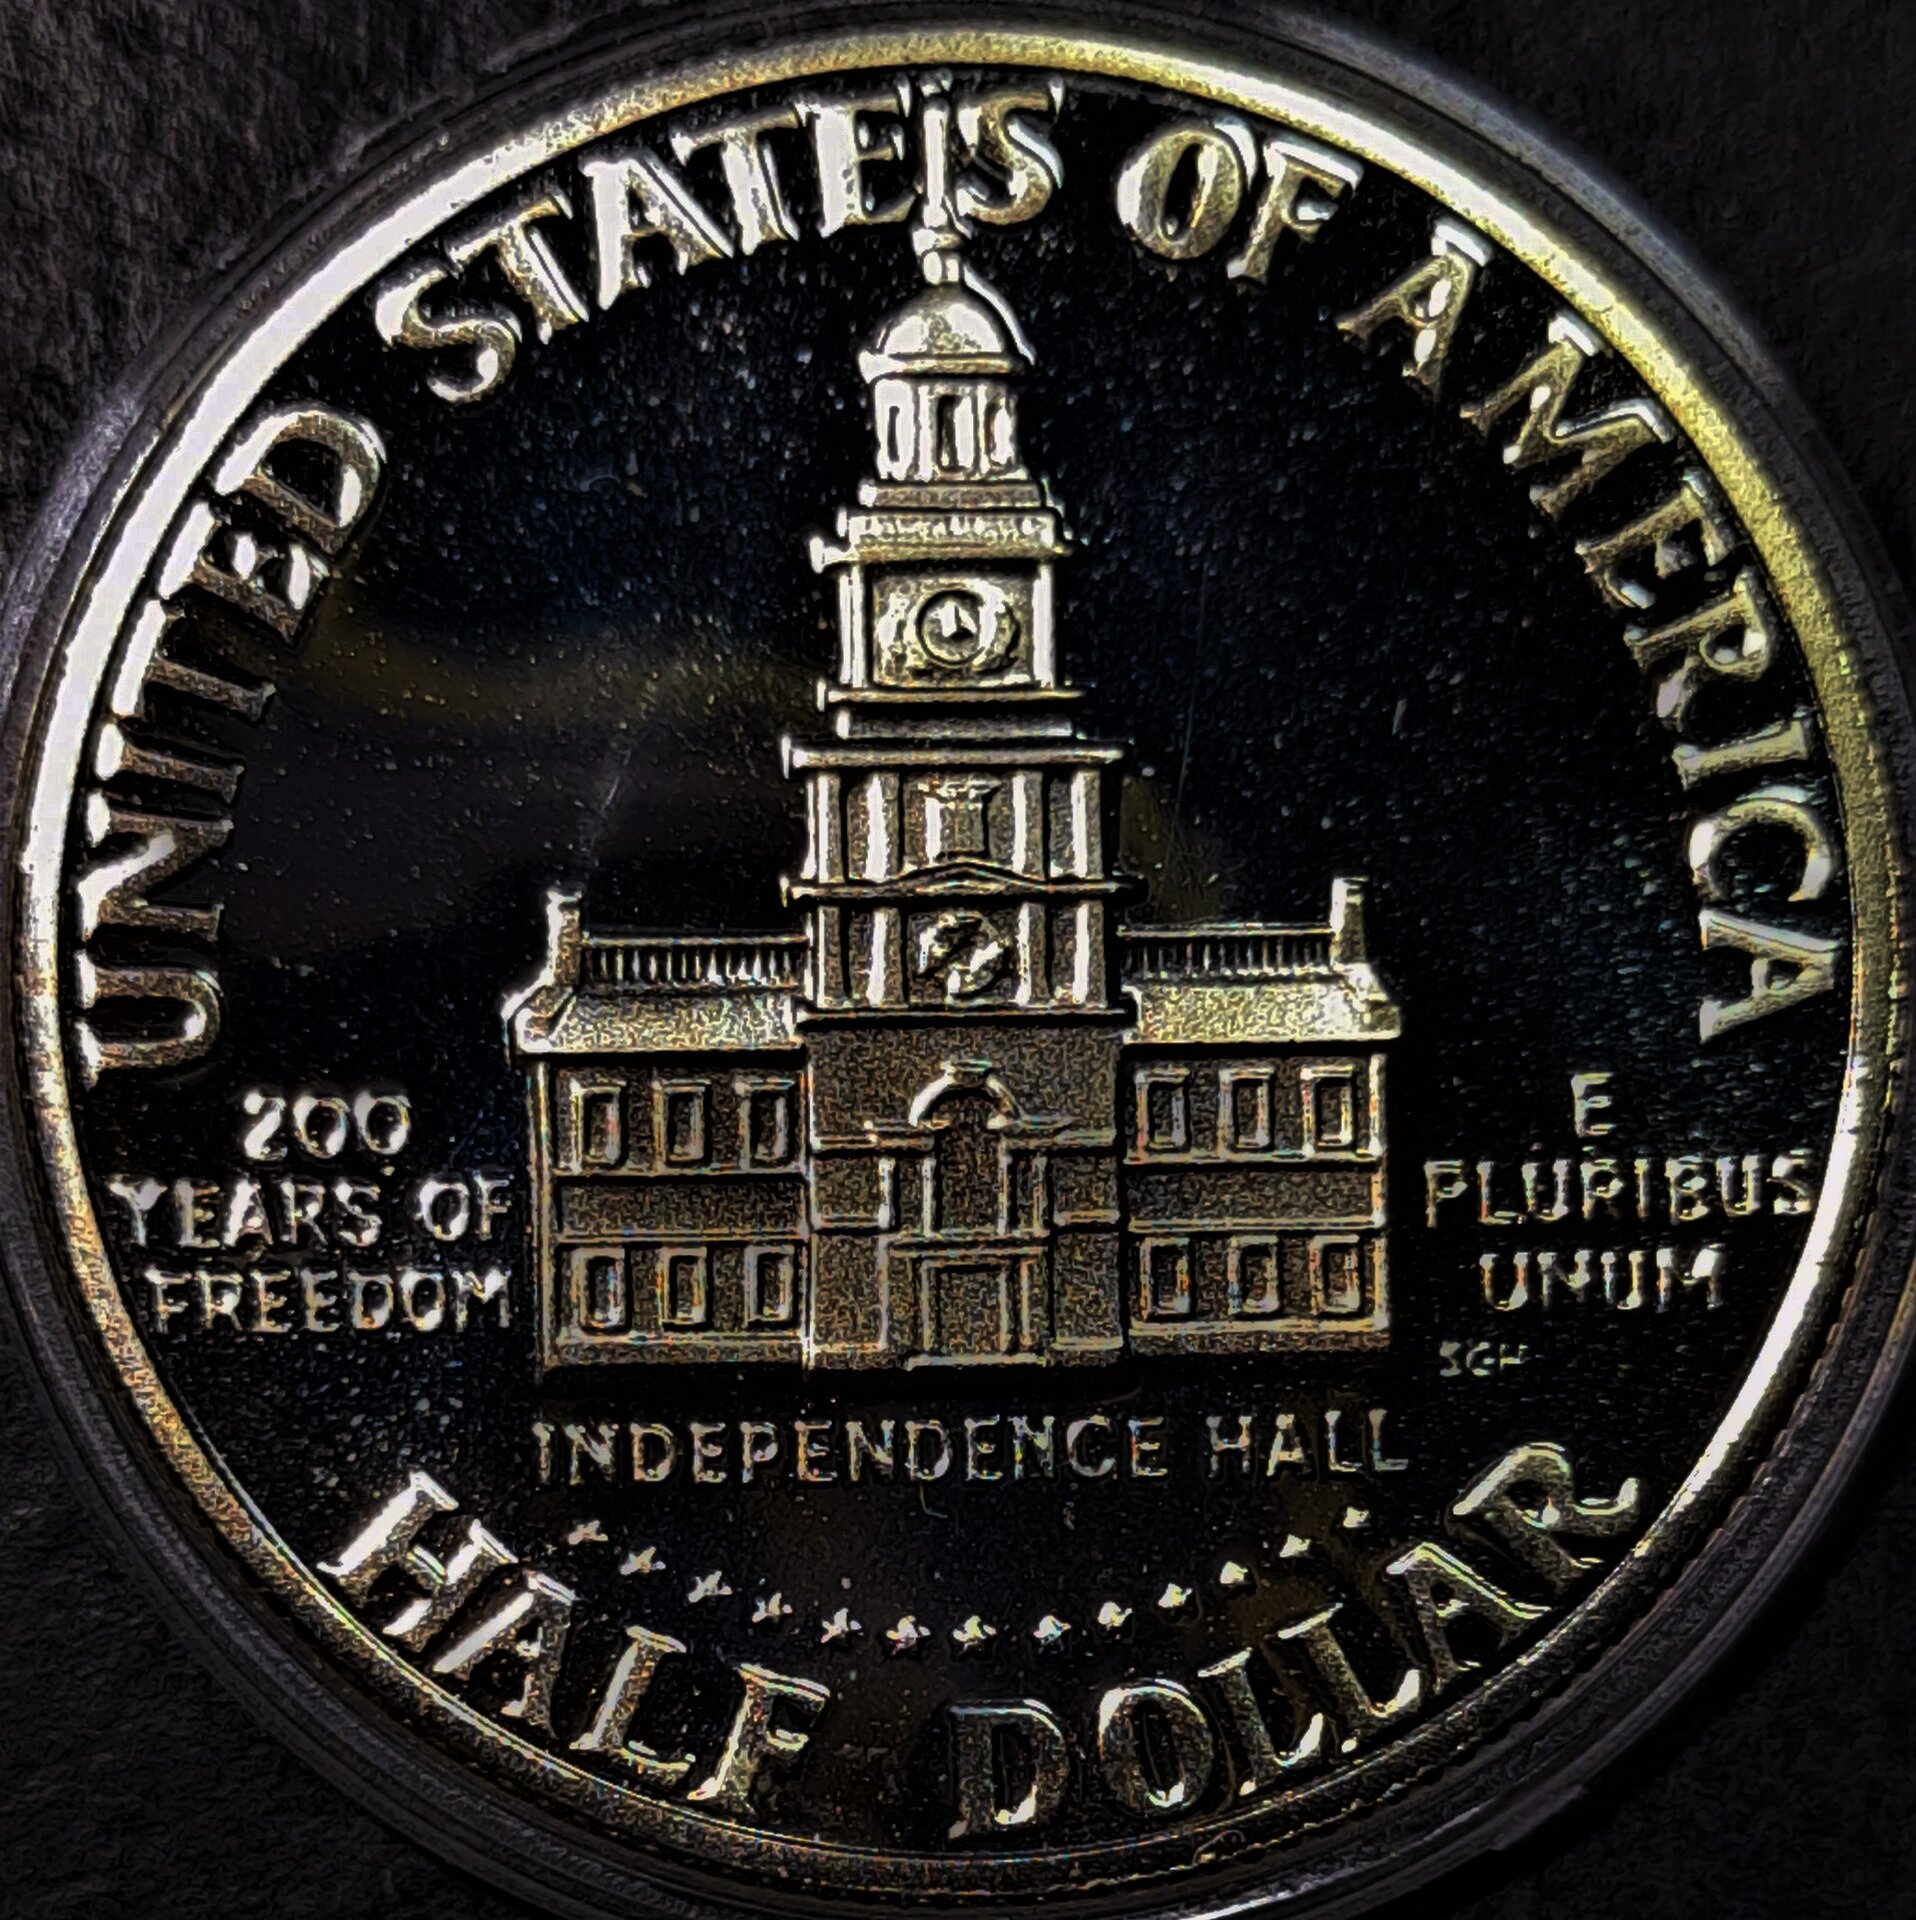 UNITED STATES OF AMERICA
200
YEARS OF
FREEDOM
E
PLURIBUS
UNUM
SGH
INDEPENDENCE HALL
HALF DOLLAR